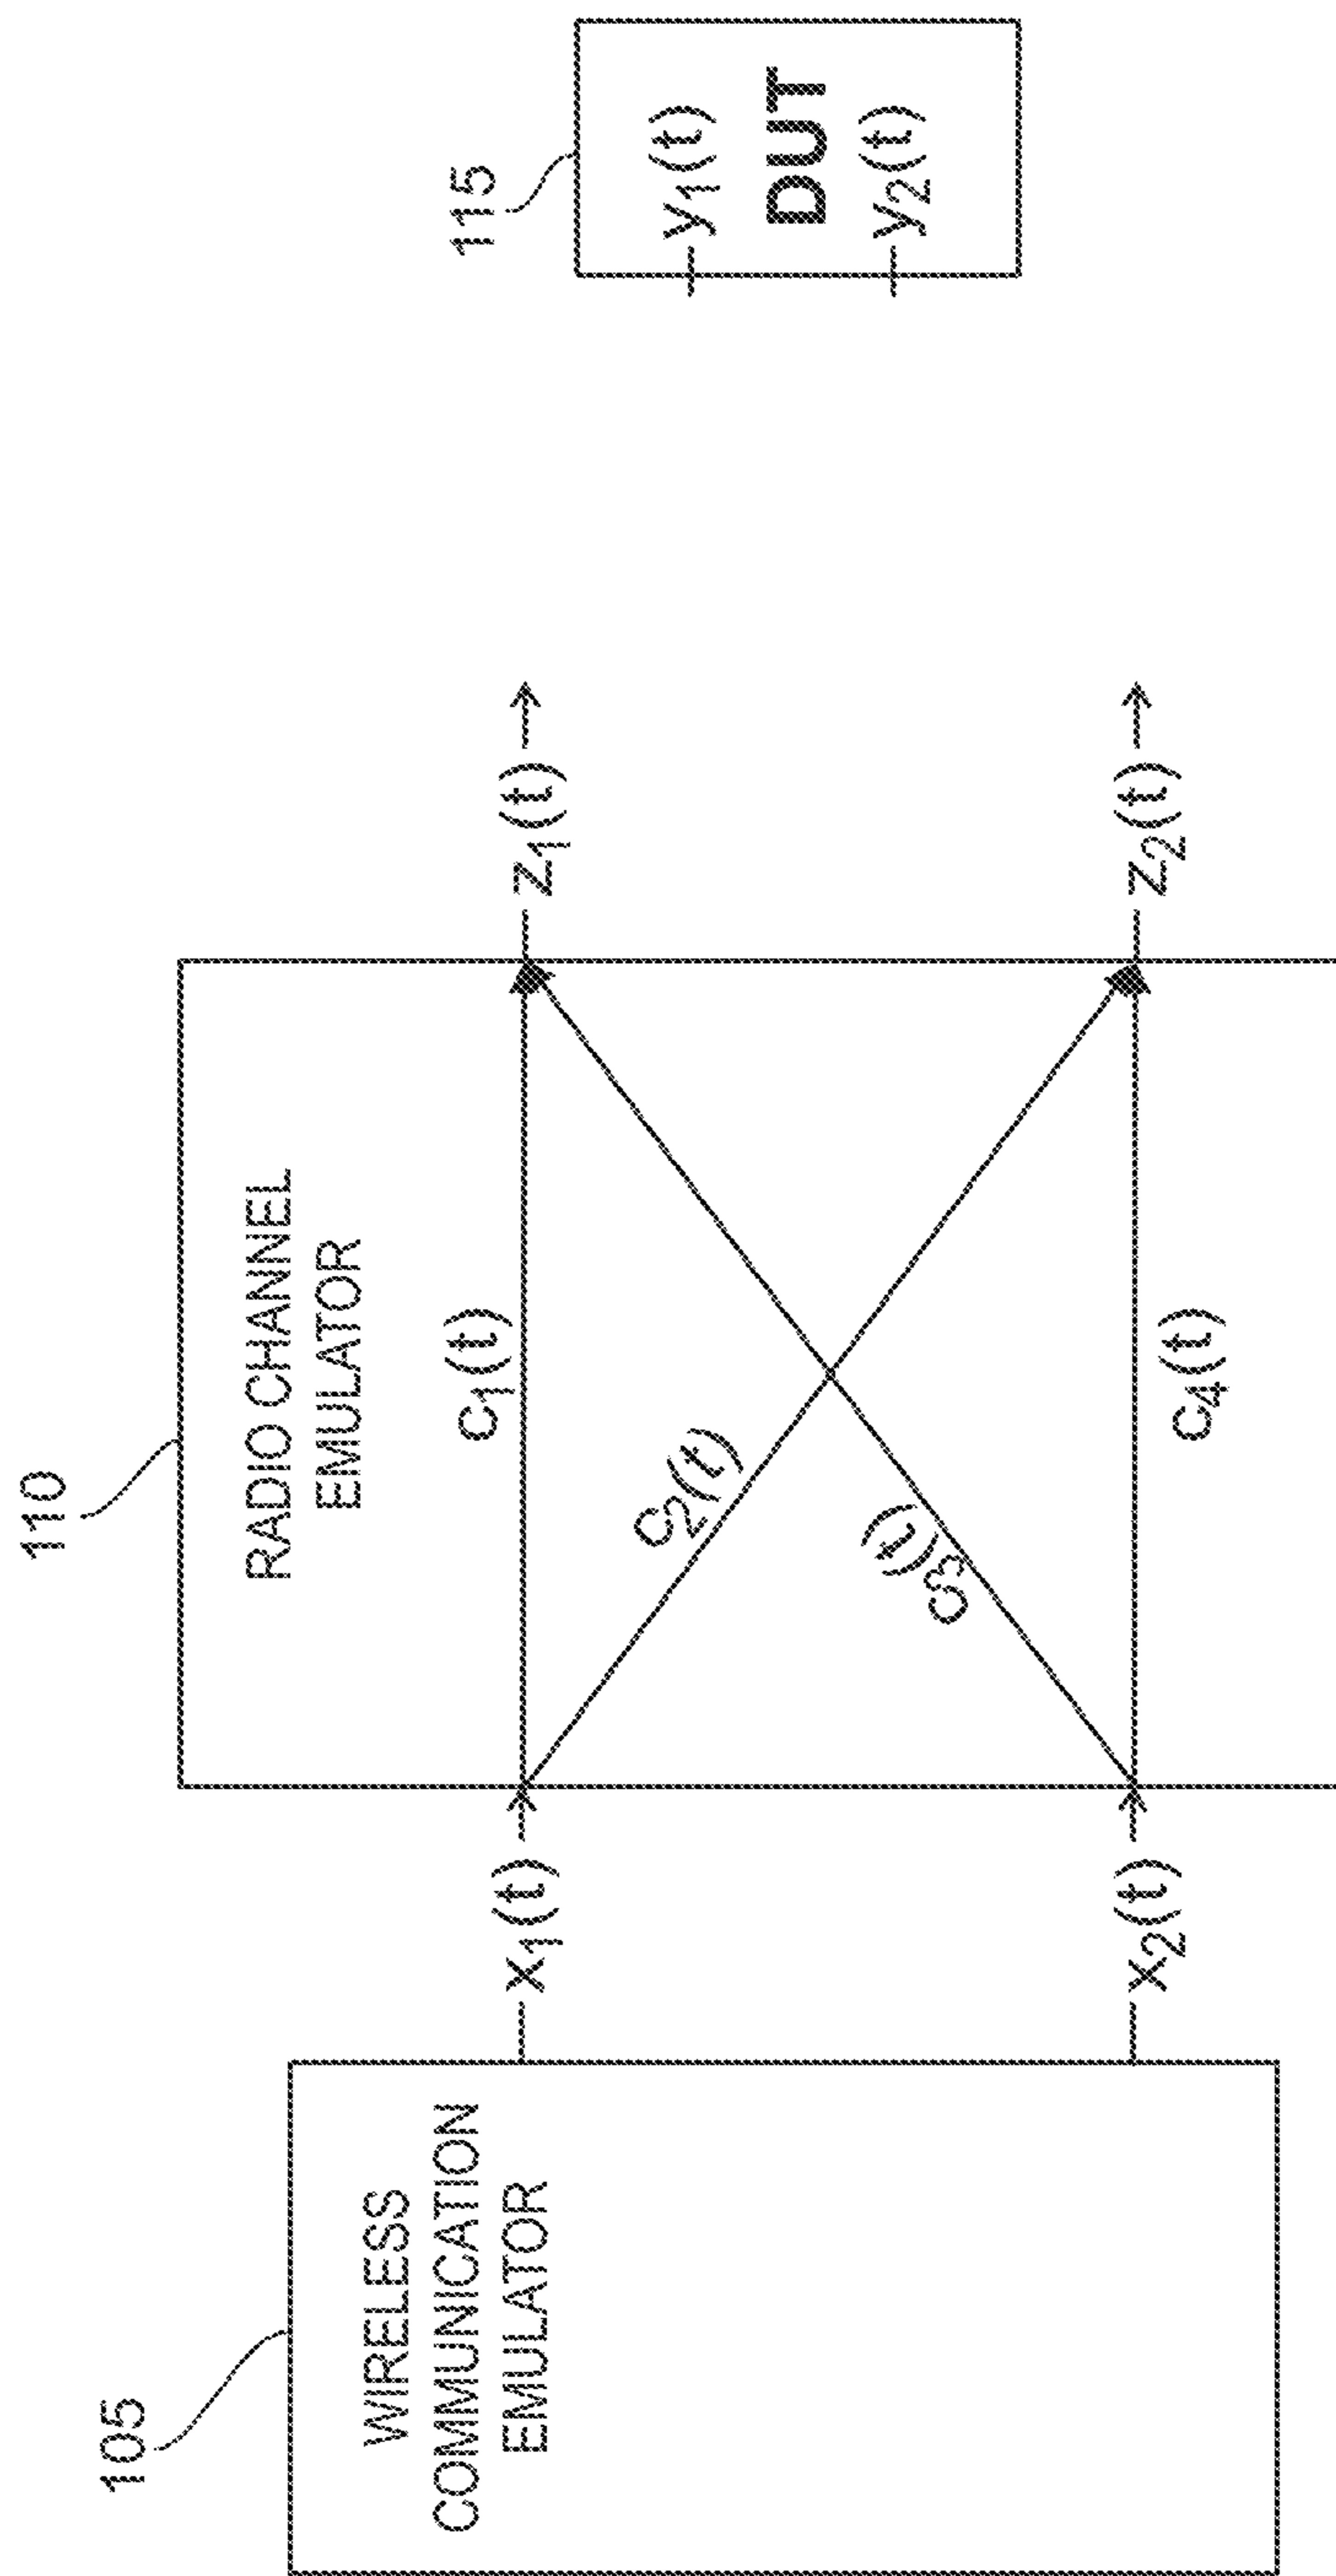 105
WIRELESS
COMMUNICATION
EMULATOR
x1(t)
x2(t)
110
RADIO CHANNEL
EMULATOR
c1(t)
c2(t)
c3(t)
c4(t)
z1(t)
z2(t)
115
y1(t)
DUT
y2(t)